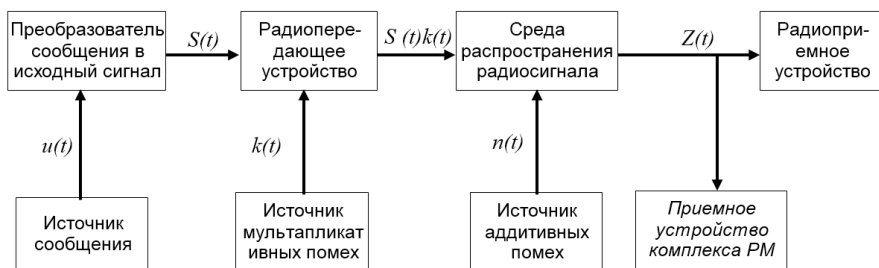 Преобразователь
сообщения в
исходный сигнал
S(t)
Радиопере-
дающее
устройство
S (t)k(t)
Среда
распространения
радиосигнала
Z(t)
Радиопри-
емное
устройство
u(t)
k(t)
n(t)
Источник
сообщения
Источник
мультапликат
ивных помех
Источник
аддитивных
помех
Приемное
устройство
комплекса РМ